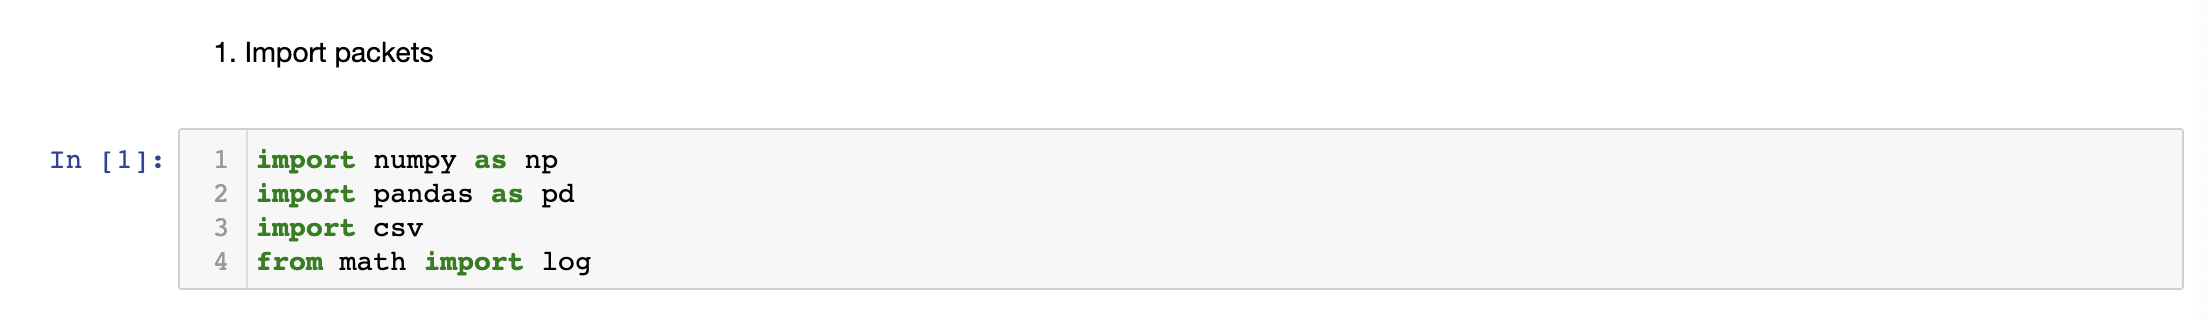 1. Import packets
In [1]:
1 import numpy as np
2 import pandas as pd
3 import csv
4 from math import log